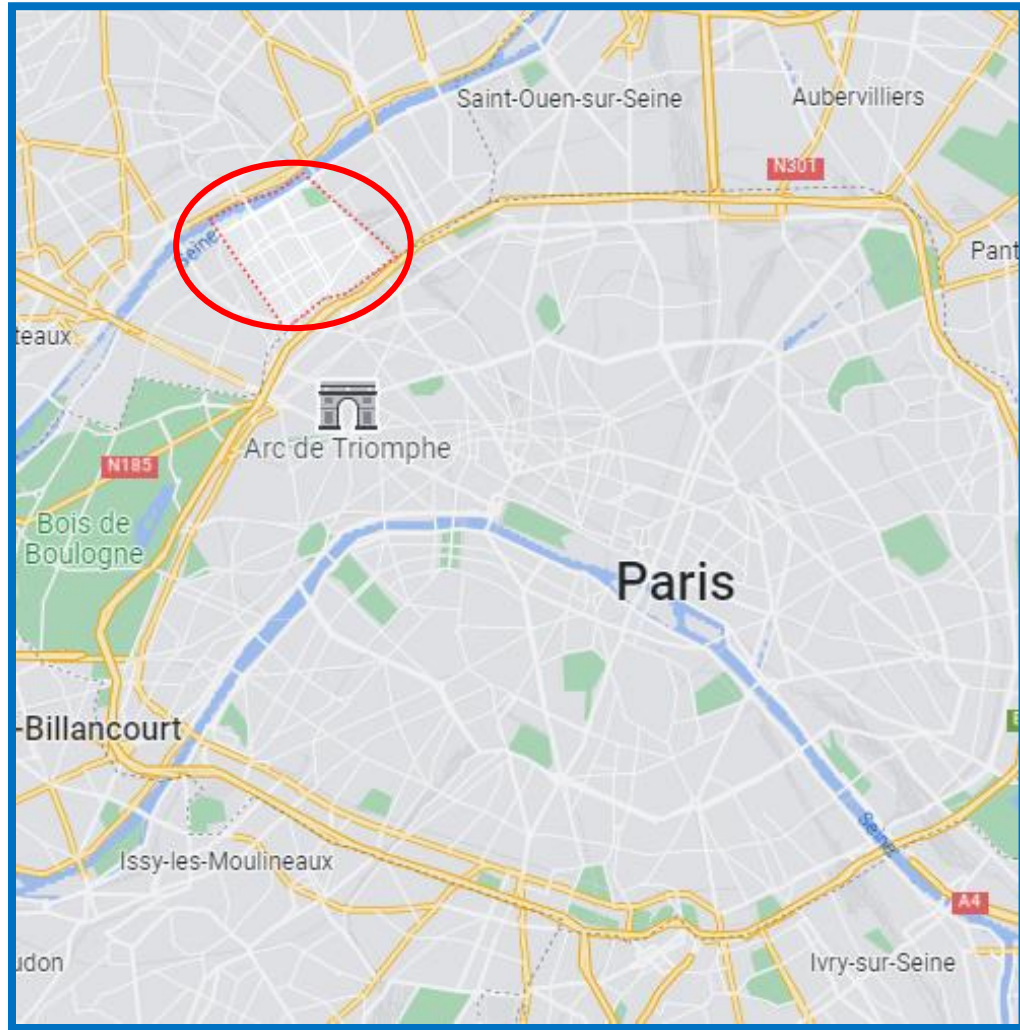 Saint-Ouen-sur-Seine
Aubervilliers
N301
Seine
Pant
teaux
Arc de Triomphe
N185
Bois de
Boulogne
Paris
-Billancourt
E
Seine
Issy-les-Moulineaux
A4
udon
Ivry-sur-Seine